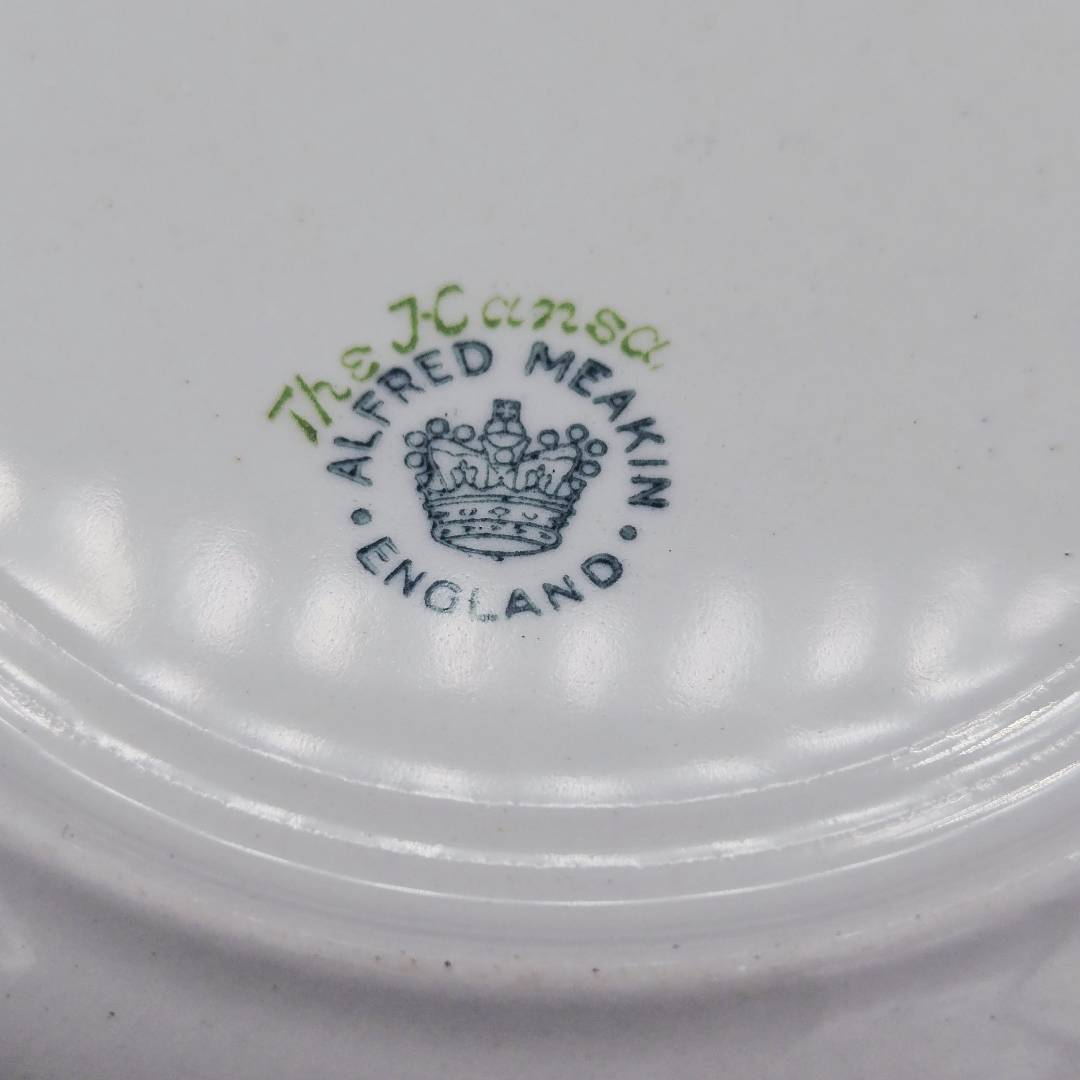 The Hansa
ALFRED MEAKIN
• ENGLAND •